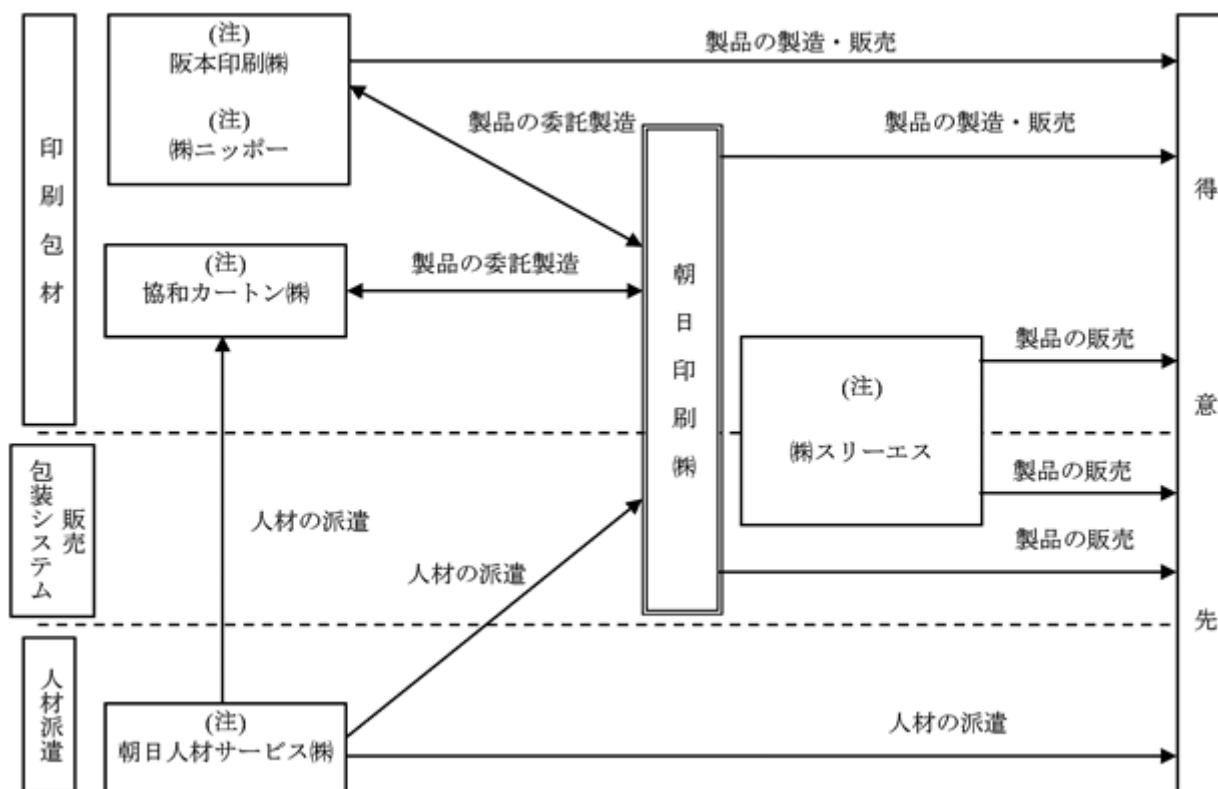 印刷包材
(注)
阪本印刷㈱
(注)
㈱ニッポー
製品の製造・販売
製品の委託製造
製品の製造・販売
(注)
協和カートン㈱
製品の委託製造
朝日印刷㈱
製品の販売
(注)
㈱スリーエス
製品の販売
製品の販売
得意先
包装システム
販売
人材の派遣
人材の派遣
人材派遣
(注)
朝日人材サービス㈱
人材の派遣